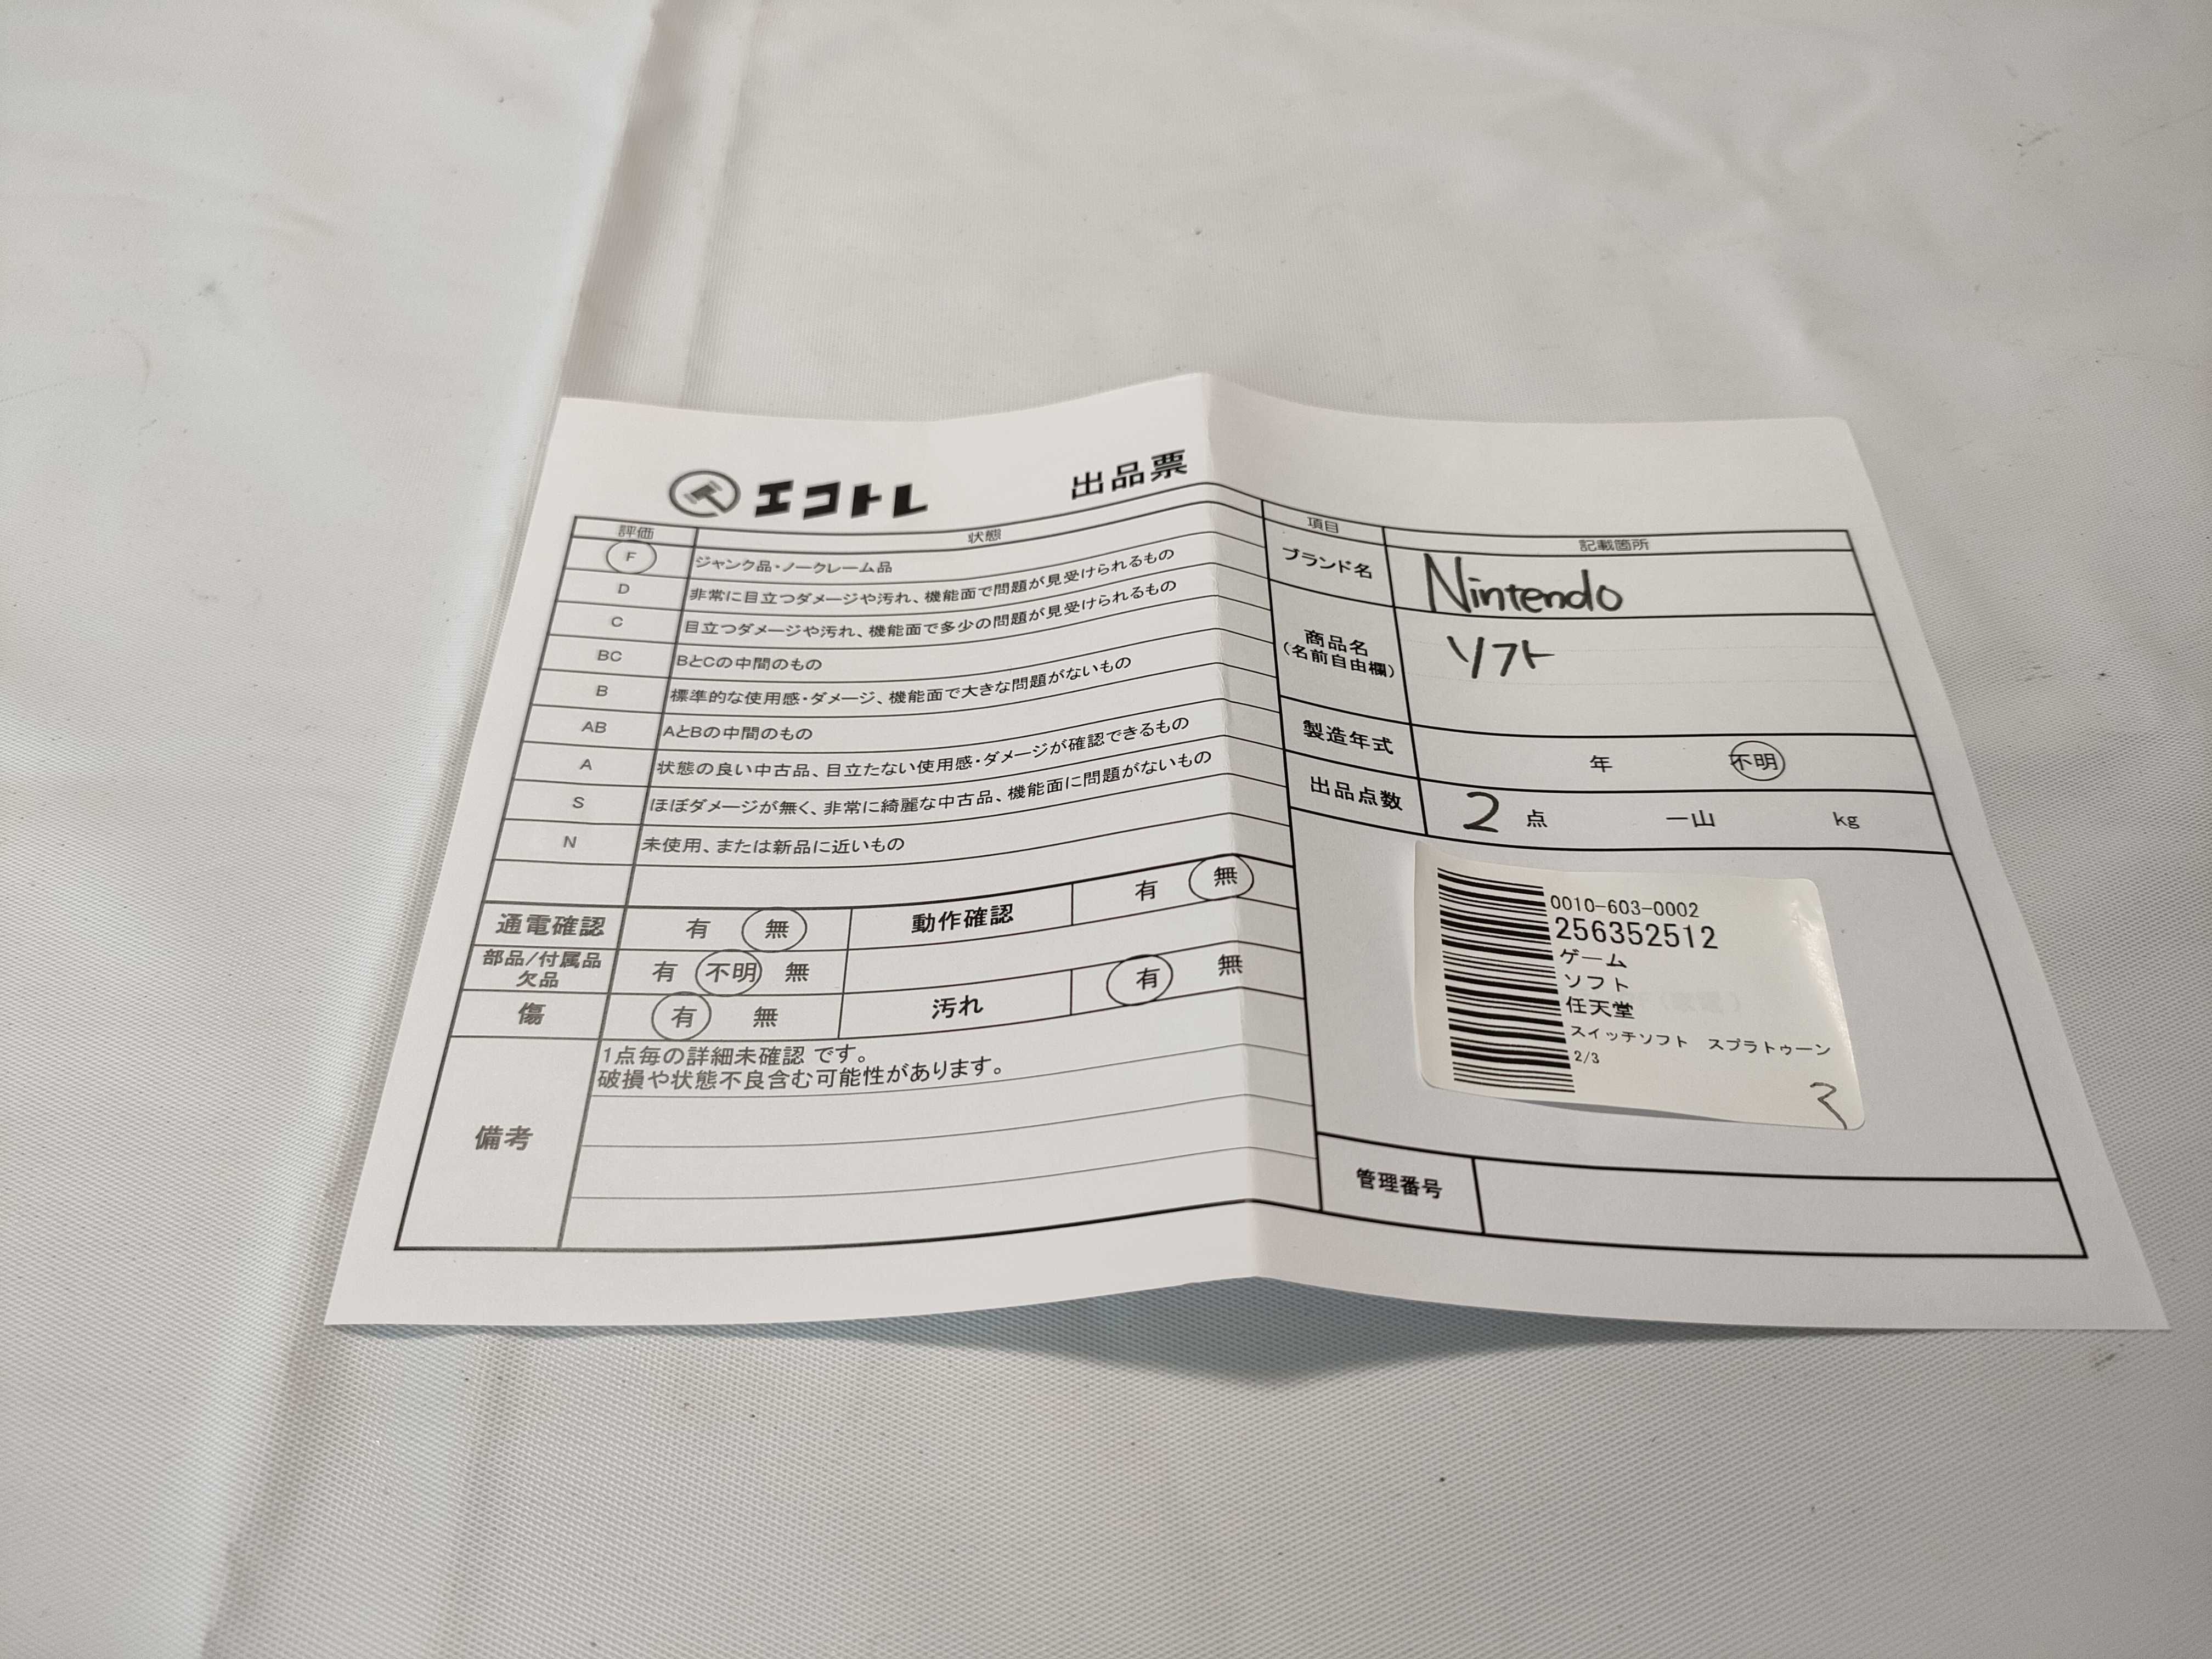 エコトレ 出品票
評価 状態
F ジャンク品・ノークレーム品
D 非常に目立つダメージや汚れ、機能面で問題が見受けられるもの
C 目立つダメージや汚れ、機能面で多少の問題が見受けられるもの
BC BとCの中間のもの
B 標準的な使用感・ダメージ、機能面で大きな問題がないもの
AB AとBの中間のもの
A 状態の良い中古品、目立たない使用感・ダメージが確認できるもの
S ほぼダメージが無く、非常に綺麗な中古品、機能面に問題がないもの
N 未使用、または新品に近いもの
通電確認 有 無 動作確認 有 無
部品/付属品
欠品 有 不明 無
傷 有 無 汚れ 有 無
備考
1点毎の詳細未確認 です。
破損や状態不良含む可能性があります。
項目 記載箇所
ブランド名 Nintendo
商品名
(名前自由欄) ソフト
製造年式 年 不明
出品点数 2 点 一山 kg
0010-603-0002
256352512
ゲーム
ソフト
任天堂
スイッチソフト スプラトゥーン
2/3
管理番号